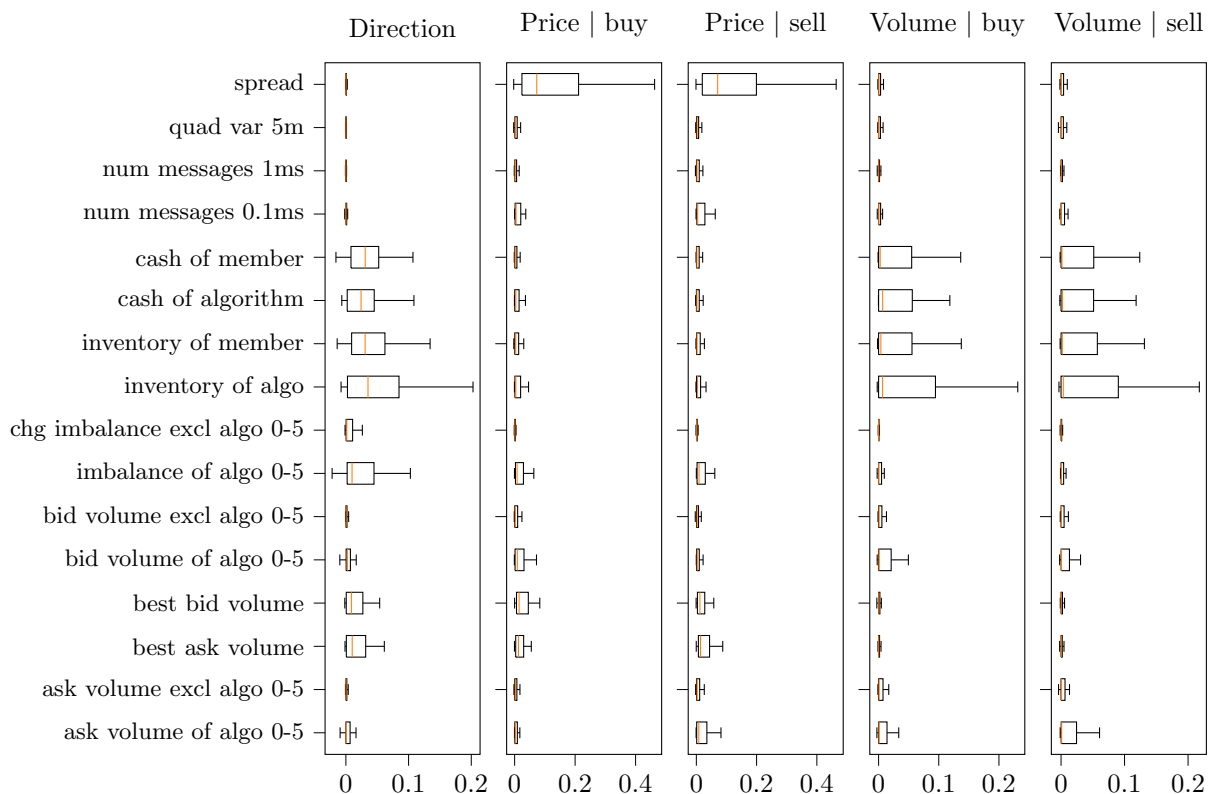 Direction Price | buy Price | sell Volume | buy Volume | sell
spread
quad var 5m
num messages 1ms
num messages 0.1ms
cash of member
cash of algorithm
inventory of member
inventory of algo
chg imbalance excl algo 0-5
imbalance of algo 0-5
bid volume excl algo 0-5
bid volume of algo 0-5
best bid volume
best ask volume
ask volume excl algo 0-5
ask volume of algo 0-5
0 0.1 0.2 0 0.2 0.4 0 0.2 0.4 0 0.1 0.2 0 0.1 0.2